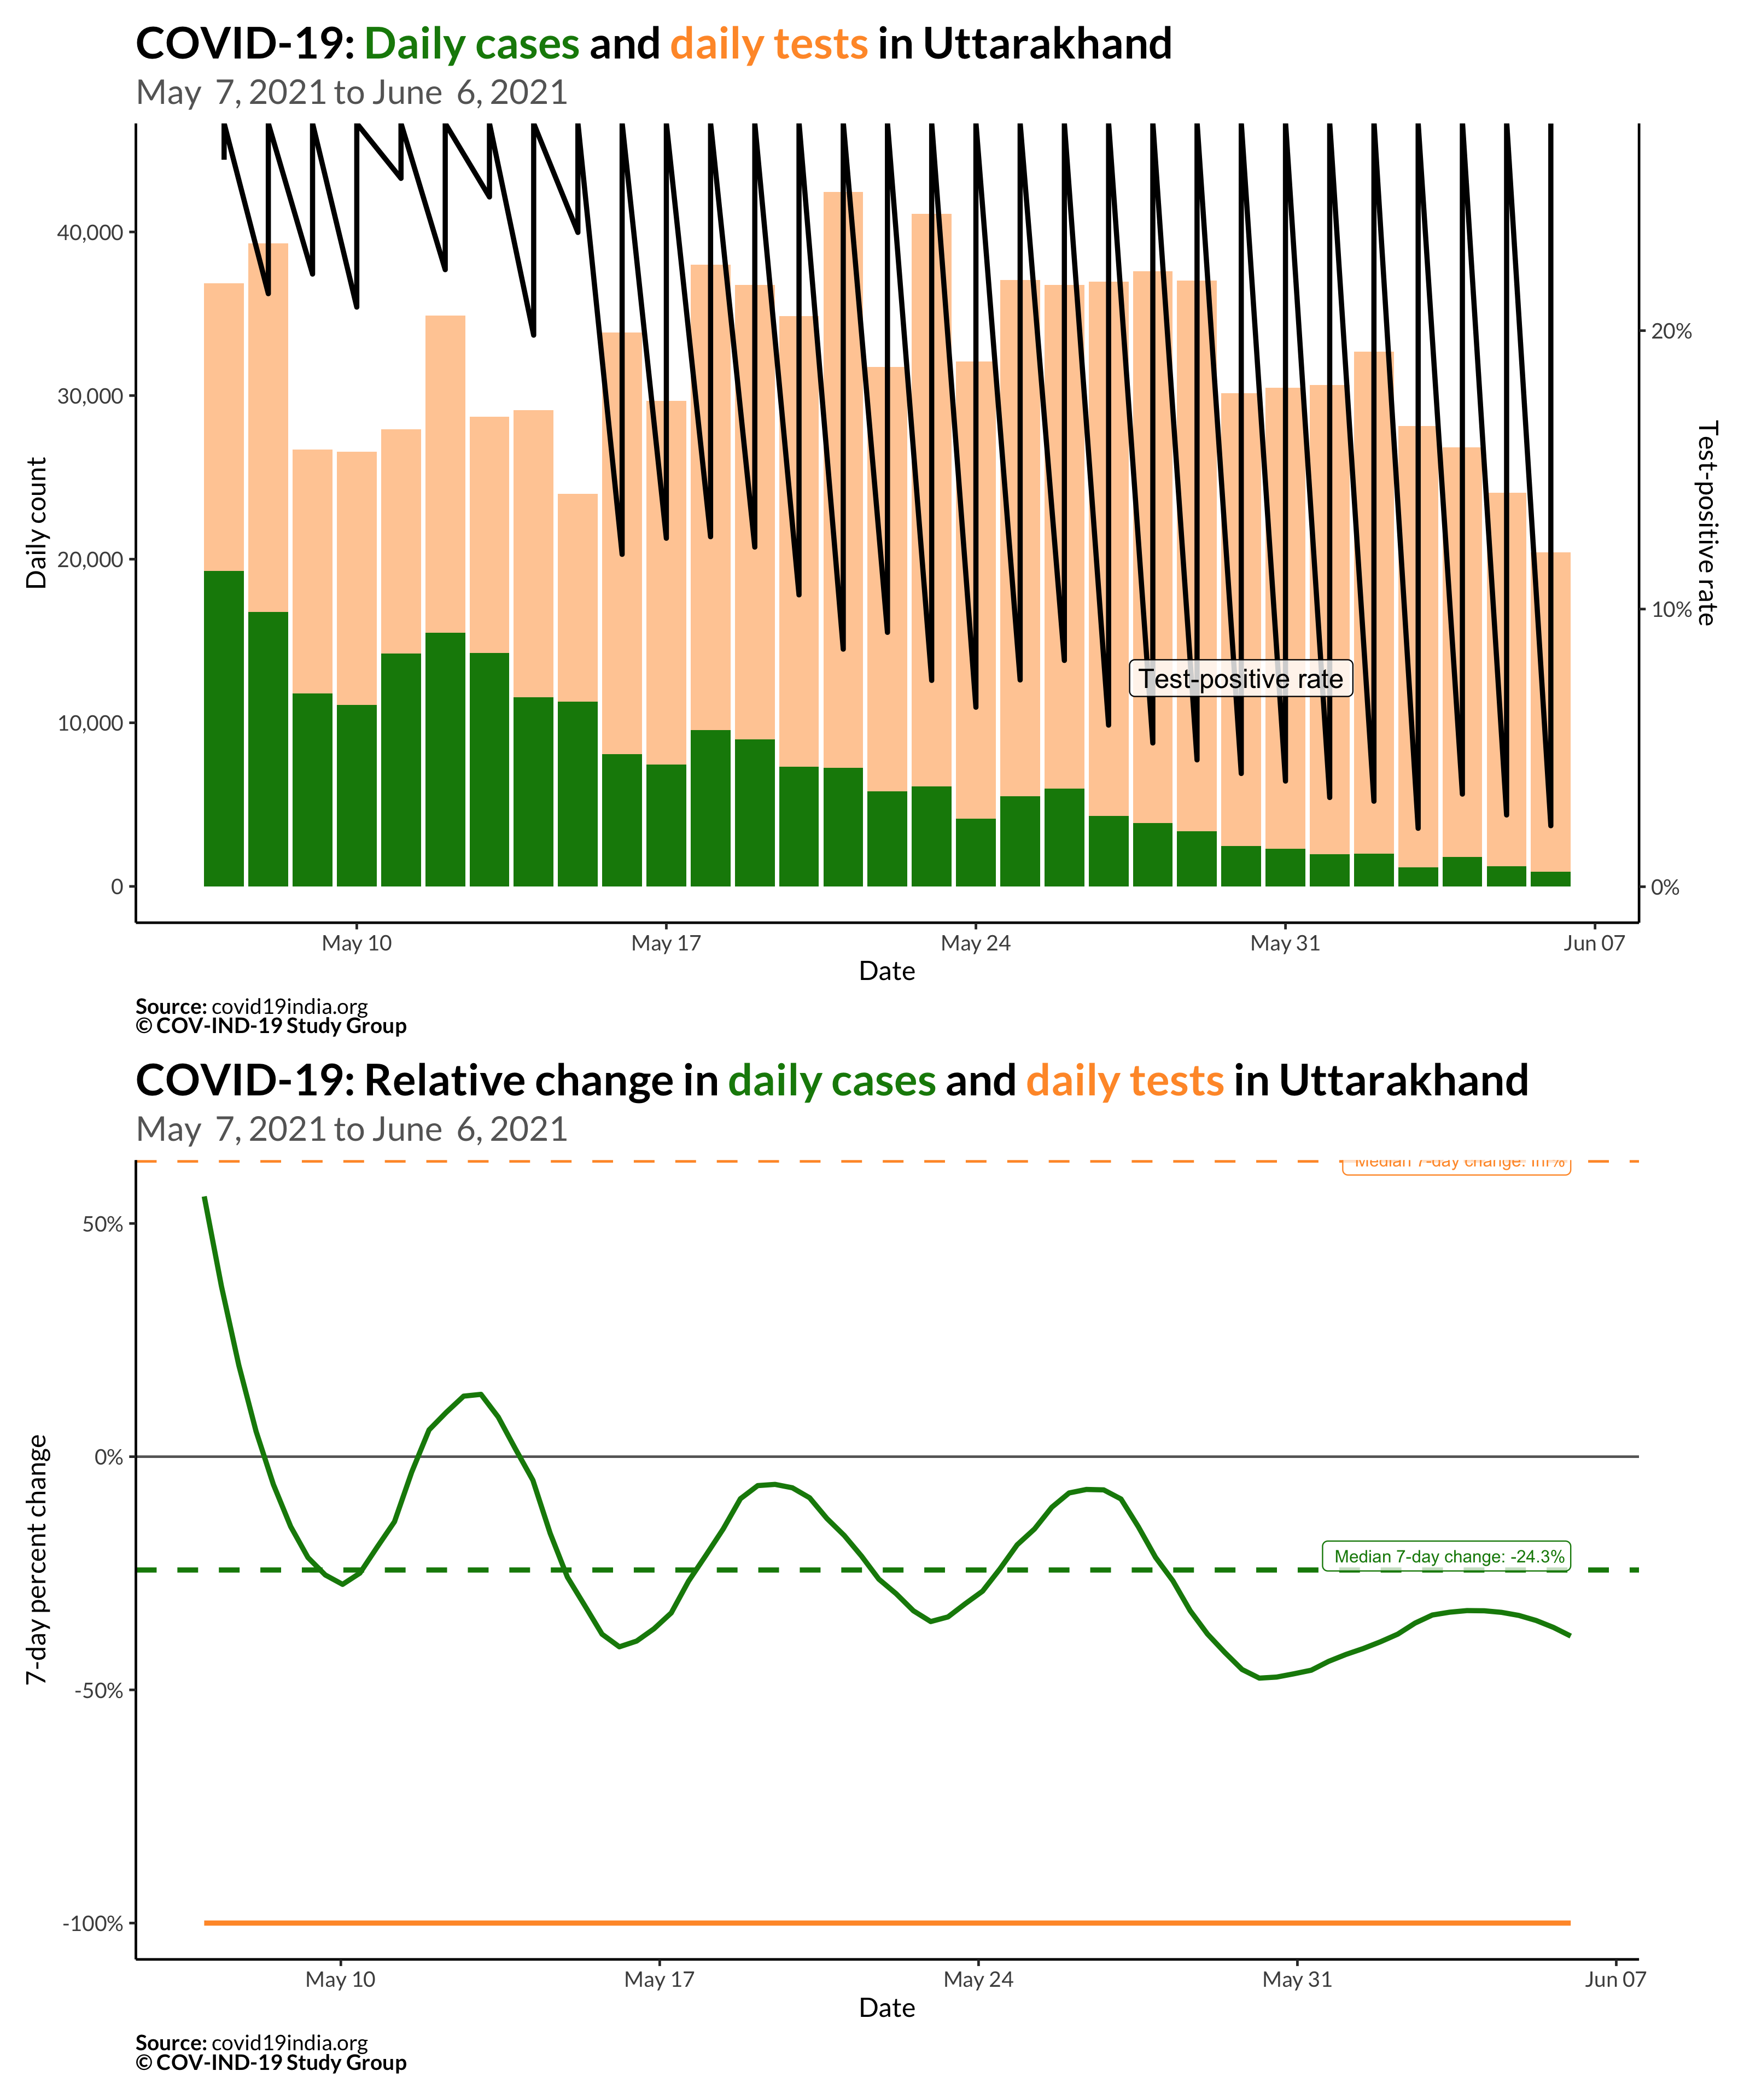 COVID-19: Daily cases and daily tests in Uttarakhand
May 7, 2021 to June 6, 2021
40,000
30,000
20,000
10,000
0
Daily count
20%
10%
0%
Test-positive rate
Test-positive rate
May 10
May 17
May 24
May 31
Jun 07
Date
Source: covid19india.org
© COV-IND-19 Study Group
COVID-19: Relative change in daily cases and daily tests in Uttarakhand
May 7, 2021 to June 6, 2021
Median 7-day change: Inf%
50%
0%
-50%
-100%
7-day percent change
Median 7-day change: -24.3%
May 10
May 17
May 24
May 31
Jun 07
Date
Source: covid19india.org
© COV-IND-19 Study Group